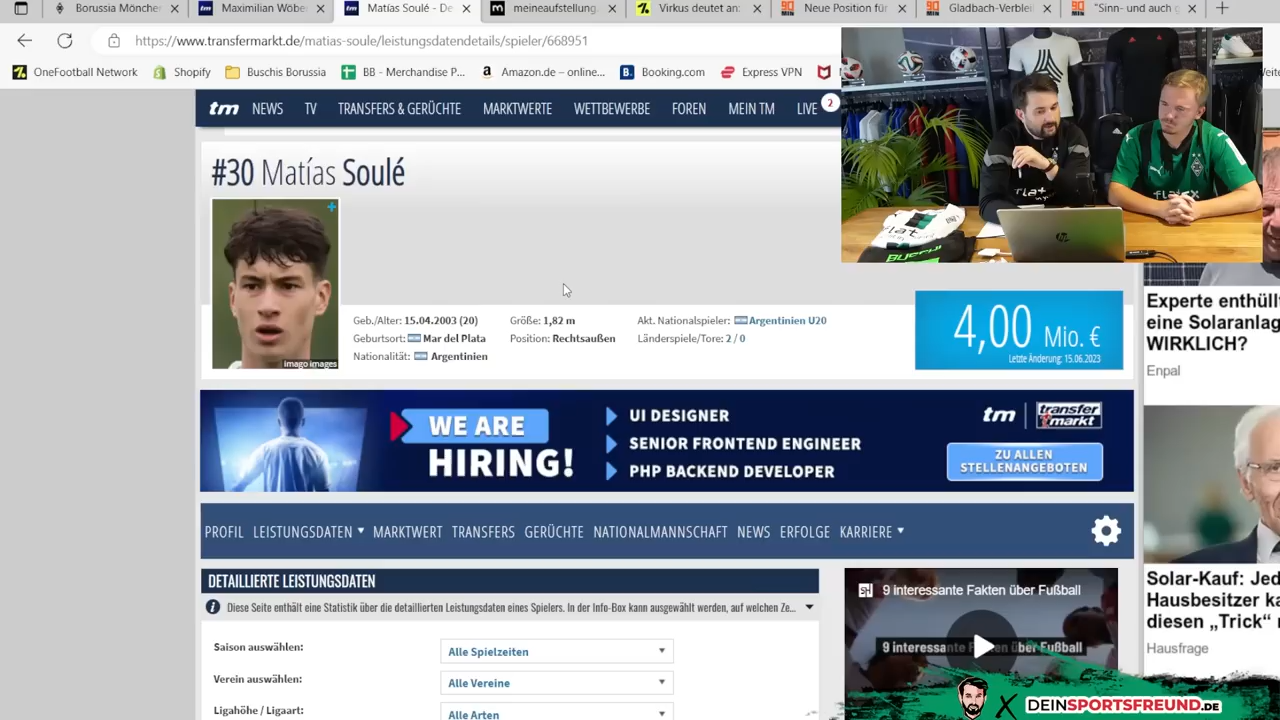 Borussia Mönchen
Maximilian Wöber
Matías Soulé - De
meineaufstellung.
Virkus deutet an:
Neue Position für
Gladbach-Verblei
"Sinn- und auch g
https://www.transfermarkt.de/matias-soule/leistungsdatendetails/spieler/668951
OneFootball Network
Shopify
Buschis Borussia
BB - Merchandise P...
Amazon.de – online...
Booking.com
Express VPN
tm NEWS TV TRANSFERS & GERÜCHTE MARKTWERTE WETTBEWERBE FOREN MEIN TM LIVE 2
#30 Matías Soulé
imago images
Geb./Alter: 15.04.2003 (20)
Geburtsort: Mar del Plata
Nationalität: Argentinien
Größe: 1,82 m
Position: Rechtsaußen
Akt. Nationalspieler: Argentinien U20
Länderspiele/Tore: 2 / 0
4,00 Mio. €
Letzte Änderung: 15.06.2023
flatex
hp
BUSCHI
Experte enthüllt
eine Solaranlag
WIRKLICH?
Enpal
WE ARE
HIRING!
UI DESIGNER
SENIOR FRONTEND ENGINEER
PHP BACKEND DEVELOPER
tm transfermarkt
ZU ALLEN
STELLENANGEBOTEN
PROFIL LEISTUNGSDATEN MARKTWERT TRANSFERS GERÜCHTE NATIONALMANNSCHAFT NEWS ERFOLGE KARRIERE
DETAILLIERTE LEISTUNGSDATEN
Diese Seite enthält eine Statistik über die detaillierten Leistungsdaten eines Spielers. In der Info-Box kann ausgewählt werden, auf welchen Ze...
Saison auswählen:
Alle Spielzeiten
Verein auswählen:
Alle Vereine
Ligahöhe / Ligaart:
Alle Arten
9 interessante Fakten über Fußball
9 interessante Fakten über Fußball
Solar-Kauf: Jed
Hausbesitzer ka
diesen „Trick“
Hausfrage
X DEINSPORTSFREUND.DE